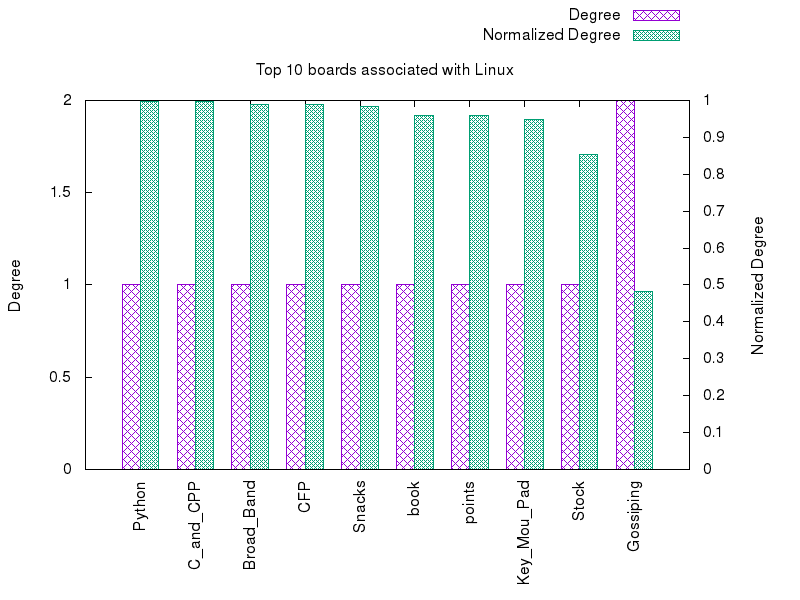 Degree
Normalized Degree
Top 10 boards associated with Linux
2
1.5
1
0.5
0
1
0.9
0.8
0.7
0.6
0.5
0.4
0.3
0.2
0.1
0
Degree
Normalized Degree
Python
C_and_CPP
Broad_Band
CFP
Snacks
book
points
Key_Mou_Pad
Stock
Gossiping